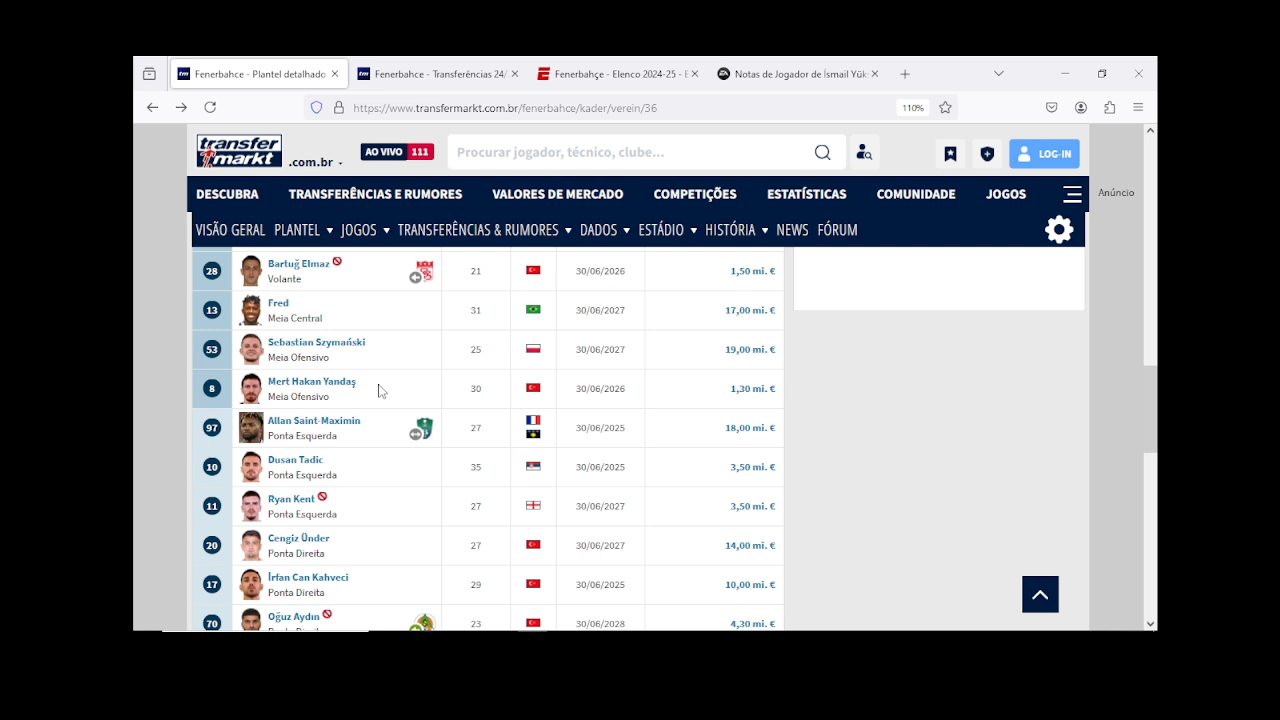 Fenerbahce - Plantel detalhado
Fenerbahce - Transferências 24/
Fenerbahçe - Elenco 2024-25 - E
Notas de Jogador de İsmail Yük
https://www.transfermarkt.com.br/fenerbahce/kader/verein/36
110%
transfer
markt
.com.br
AO VIVO 111
Procurar jogador, técnico, clube...
LOG-IN
DESCUBRA TRANSFERÊNCIAS E RUMORES VALORES DE MERCADO COMPETIÇÕES ESTATÍSTICAS COMUNIDADE JOGOS
Anúncio
VISÃO GERAL PLANTEL JOGOS TRANSFERÊNCIAS & RUMORES DADOS ESTÁDIO HISTÓRIA NEWS FÓRUM
28 Bartuğ Elmaz 21 30/06/2026 1,50 mi. €
Volante
13 Fred 31 30/06/2027 17,00 mi. €
Meia Central
53 Sebastian Szymański 25 30/06/2027 19,00 mi. €
Meia Ofensivo
8 Mert Hakan Yandaş 30 30/06/2026 1,30 mi. €
Meia Ofensivo
97 Allan Saint-Maximin 27 30/06/2025 18,00 mi. €
Ponta Esquerda
10 Dusan Tadic 35 30/06/2025 3,50 mi. €
Ponta Esquerda
11 Ryan Kent 27 30/06/2027 3,50 mi. €
Ponta Esquerda
20 Cengiz Ünder 27 30/06/2027 14,00 mi. €
Ponta Direita
17 İrfan Can Kahveci 29 30/06/2025 10,00 mi. €
Ponta Direita
70 Oğuz Aydın 23 30/06/2028 4,30 mi. €